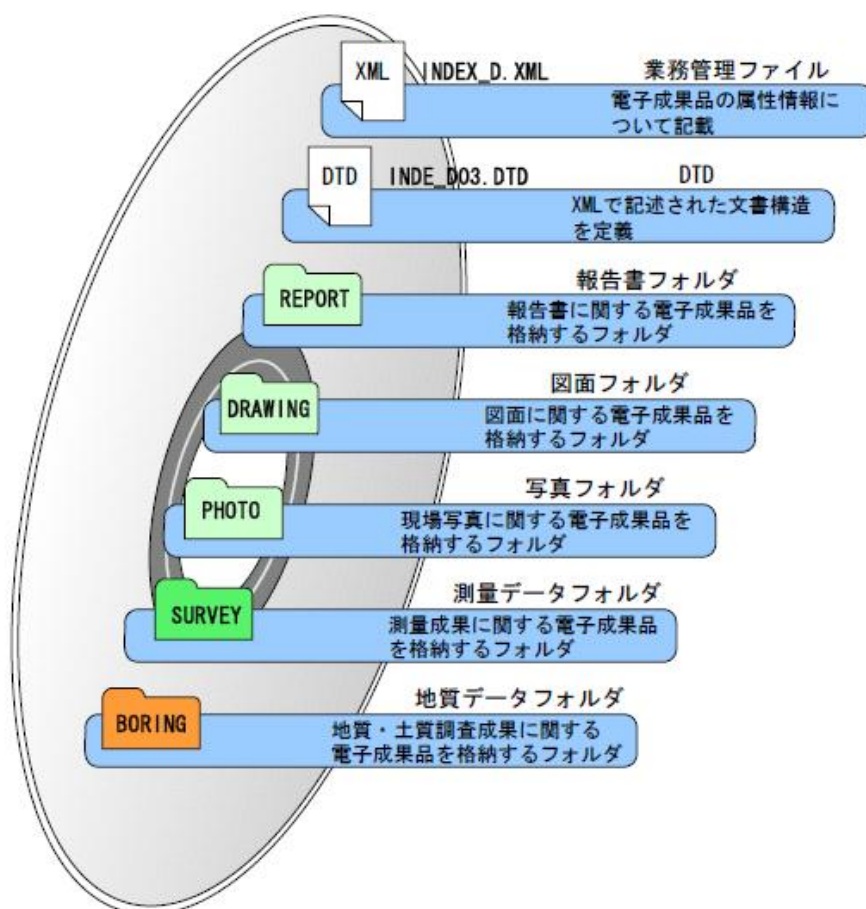 XML INDEX_D.XML 業務管理ファイル
電子成果品の属性情報に
ついて記載
DTD INDE_D03.DTD DTD
XMLで記述された文書構造
を定義
報告書フォルダ
REPORT
報告書に関する電子成果品を
格納するフォルダ
図面フォルダ
DRAWING
図面に関する電子成果品を
格納するフォルダ
写真フォルダ
PHOTO
現場写真に関する電子成果品を
格納するフォルダ
測量データフォルダ
SURVEY
測量成果に関する電子成果品
を格納するフォルダ
地質データフォルダ
BORING
地質・土質調査成果に関する
電子成果品を格納するフォルダ